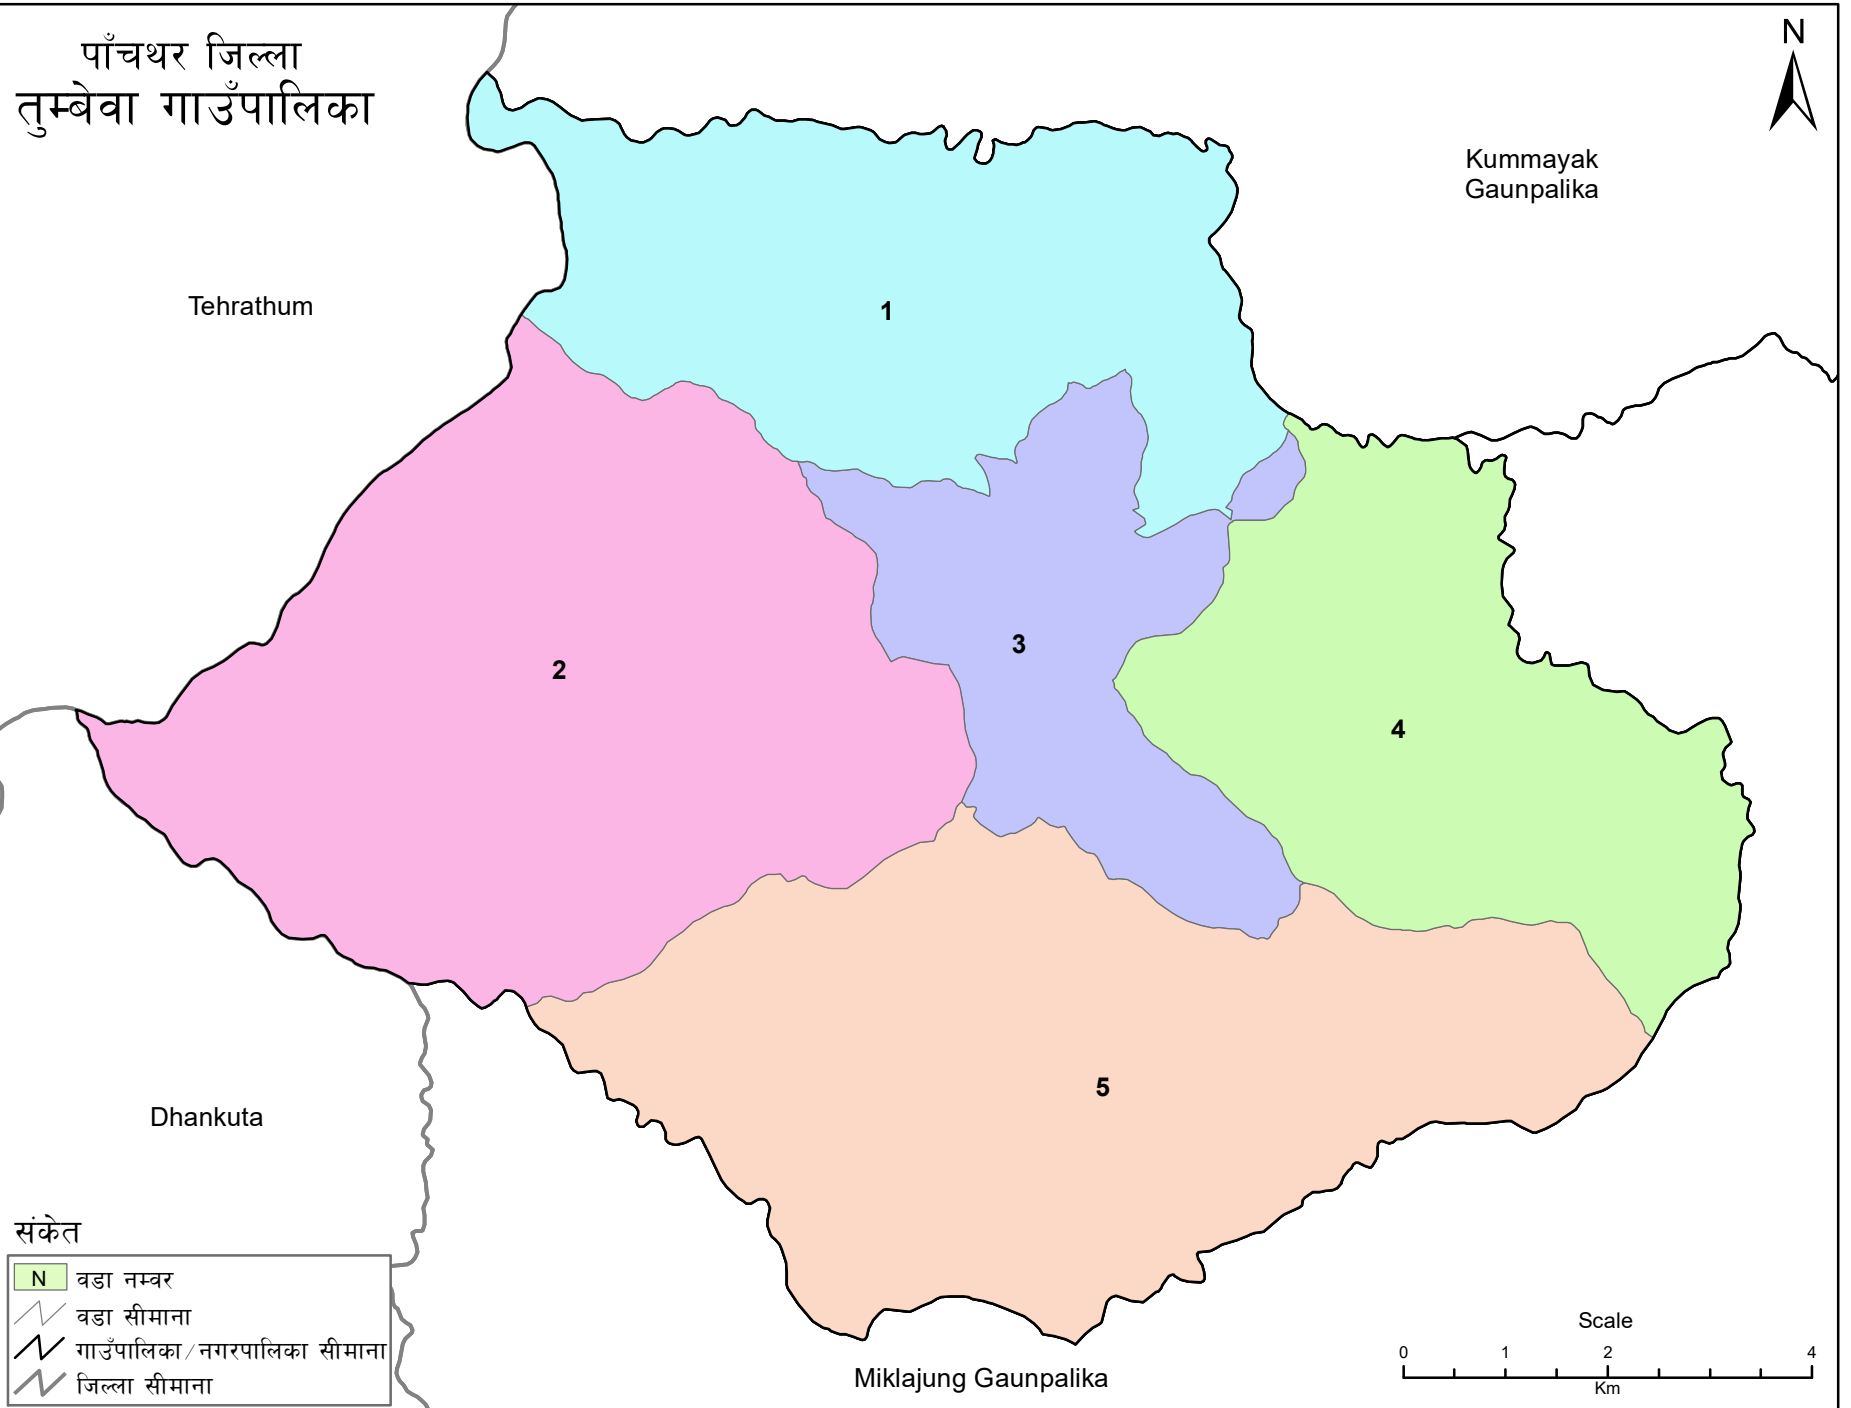 पाँचथर जिल्ला
तुम्बेवा गाउँपालिका
N
Kummayak
Gaunpalika
Tehrathum
1
2
3
4
5
Dhankuta
Miklajung Gaunpalika
संकेत
N वडा नम्वर
वडा सीमाना
गाउँपालिका/नगरपालिका सीमाना
जिल्ला सीमाना
Scale
0 1 2 4
Km